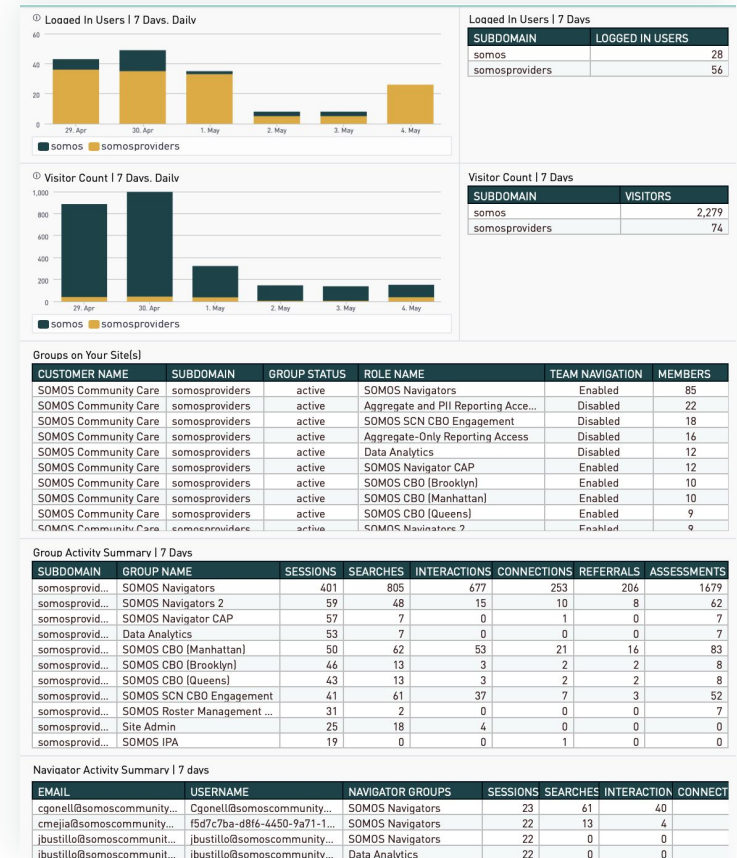 Logged In Users | 7 Days, Daily
60
40
20
0
29. Apr 30. Apr 1. May 2. May 3. May 4. May
somos somosproviders
Logged In Users | 7 Days
SUBDOMAIN LOGGED IN USERS
somos 28
somosproviders 56
Visitor Count | 7 Days, Daily
1,000
800
600
400
200
0
29. Apr 30. Apr 1. May 2. May 3. May 4. May
somos somosproviders
Visitor Count | 7 Days
SUBDOMAIN VISITORS
somos 2,279
somosproviders 74
Groups on Your Site(s)
CUSTOMER NAME SUBDOMAIN GROUP STATUS ROLE NAME TEAM NAVIGATION MEMBERS
SOMOS Community Care somosproviders active SOMOS Navigators Enabled 85
SOMOS Community Care somosproviders active Aggregate and PII Reporting Acce... Disabled 22
SOMOS Community Care somosproviders active SOMOS SCN CBO Engagement Disabled 18
SOMOS Community Care somosproviders active Aggregate-Only Reporting Access Disabled 16
SOMOS Community Care somosproviders active Data Analytics Disabled 12
SOMOS Community Care somosproviders active SOMOS Navigator CAP Enabled 12
SOMOS Community Care somosproviders active SOMOS CBO (Brooklyn) Enabled 10
SOMOS Community Care somosproviders active SOMOS CBO (Manhattan) Enabled 10
SOMOS Community Care somosproviders active SOMOS CBO (Queens) Enabled 9
SOMOS Community Care somosproviders active SOMOS Navigators 2 Enabled 9
Group Activity Summary | 7 Days
SUBDOMAIN GROUP NAME SESSIONS SEARCHES INTERACTIONS CONNECTIONS REFERRALS ASSESSMENTS
somosprovid... SOMOS Navigators 401 805 677 253 206 1679
somosprovid... SOMOS Navigators 2 59 48 15 10 8 62
somosprovid... SOMOS Navigator CAP 57 7 0 1 0 7
somosprovid... Data Analytics 53 7 0 0 0 7
somosprovid... SOMOS CBO (Manhattan) 50 62 53 21 16 83
somosprovid... SOMOS CBO (Brooklyn) 46 13 3 2 2 8
somosprovid... SOMOS CBO (Queens) 43 13 3 2 2 8
somosprovid... SOMOS SCN CBO Engagement 41 61 37 7 3 52
somosprovid... SOMOS Roster Management ... 31 2 0 0 0 7
somosprovid... Site Admin 25 18 4 0 0 0
somosprovid... SOMOS IPA 19 0 0 1 0 0
Navigator Activity Summary | 7 days
EMAIL USERNAME NAVIGATOR GROUPS SESSIONS SEARCHES INTERACTION CONNECT
cgonell@somoscommunity... Cgonell@somoscommunity... SOMOS Navigators 23 61 40
cmejia@somoscommunity... f5d7c7ba-d8f6-4450-9a71-1... SOMOS Navigators 22 13 4
jbustillo@somoscommunit... jbustillo@somoscommunity... SOMOS Navigators 22 0 0
jbustillo@somoscommunit... jbustillo@somoscommunity... Data Analytics 22 0 0